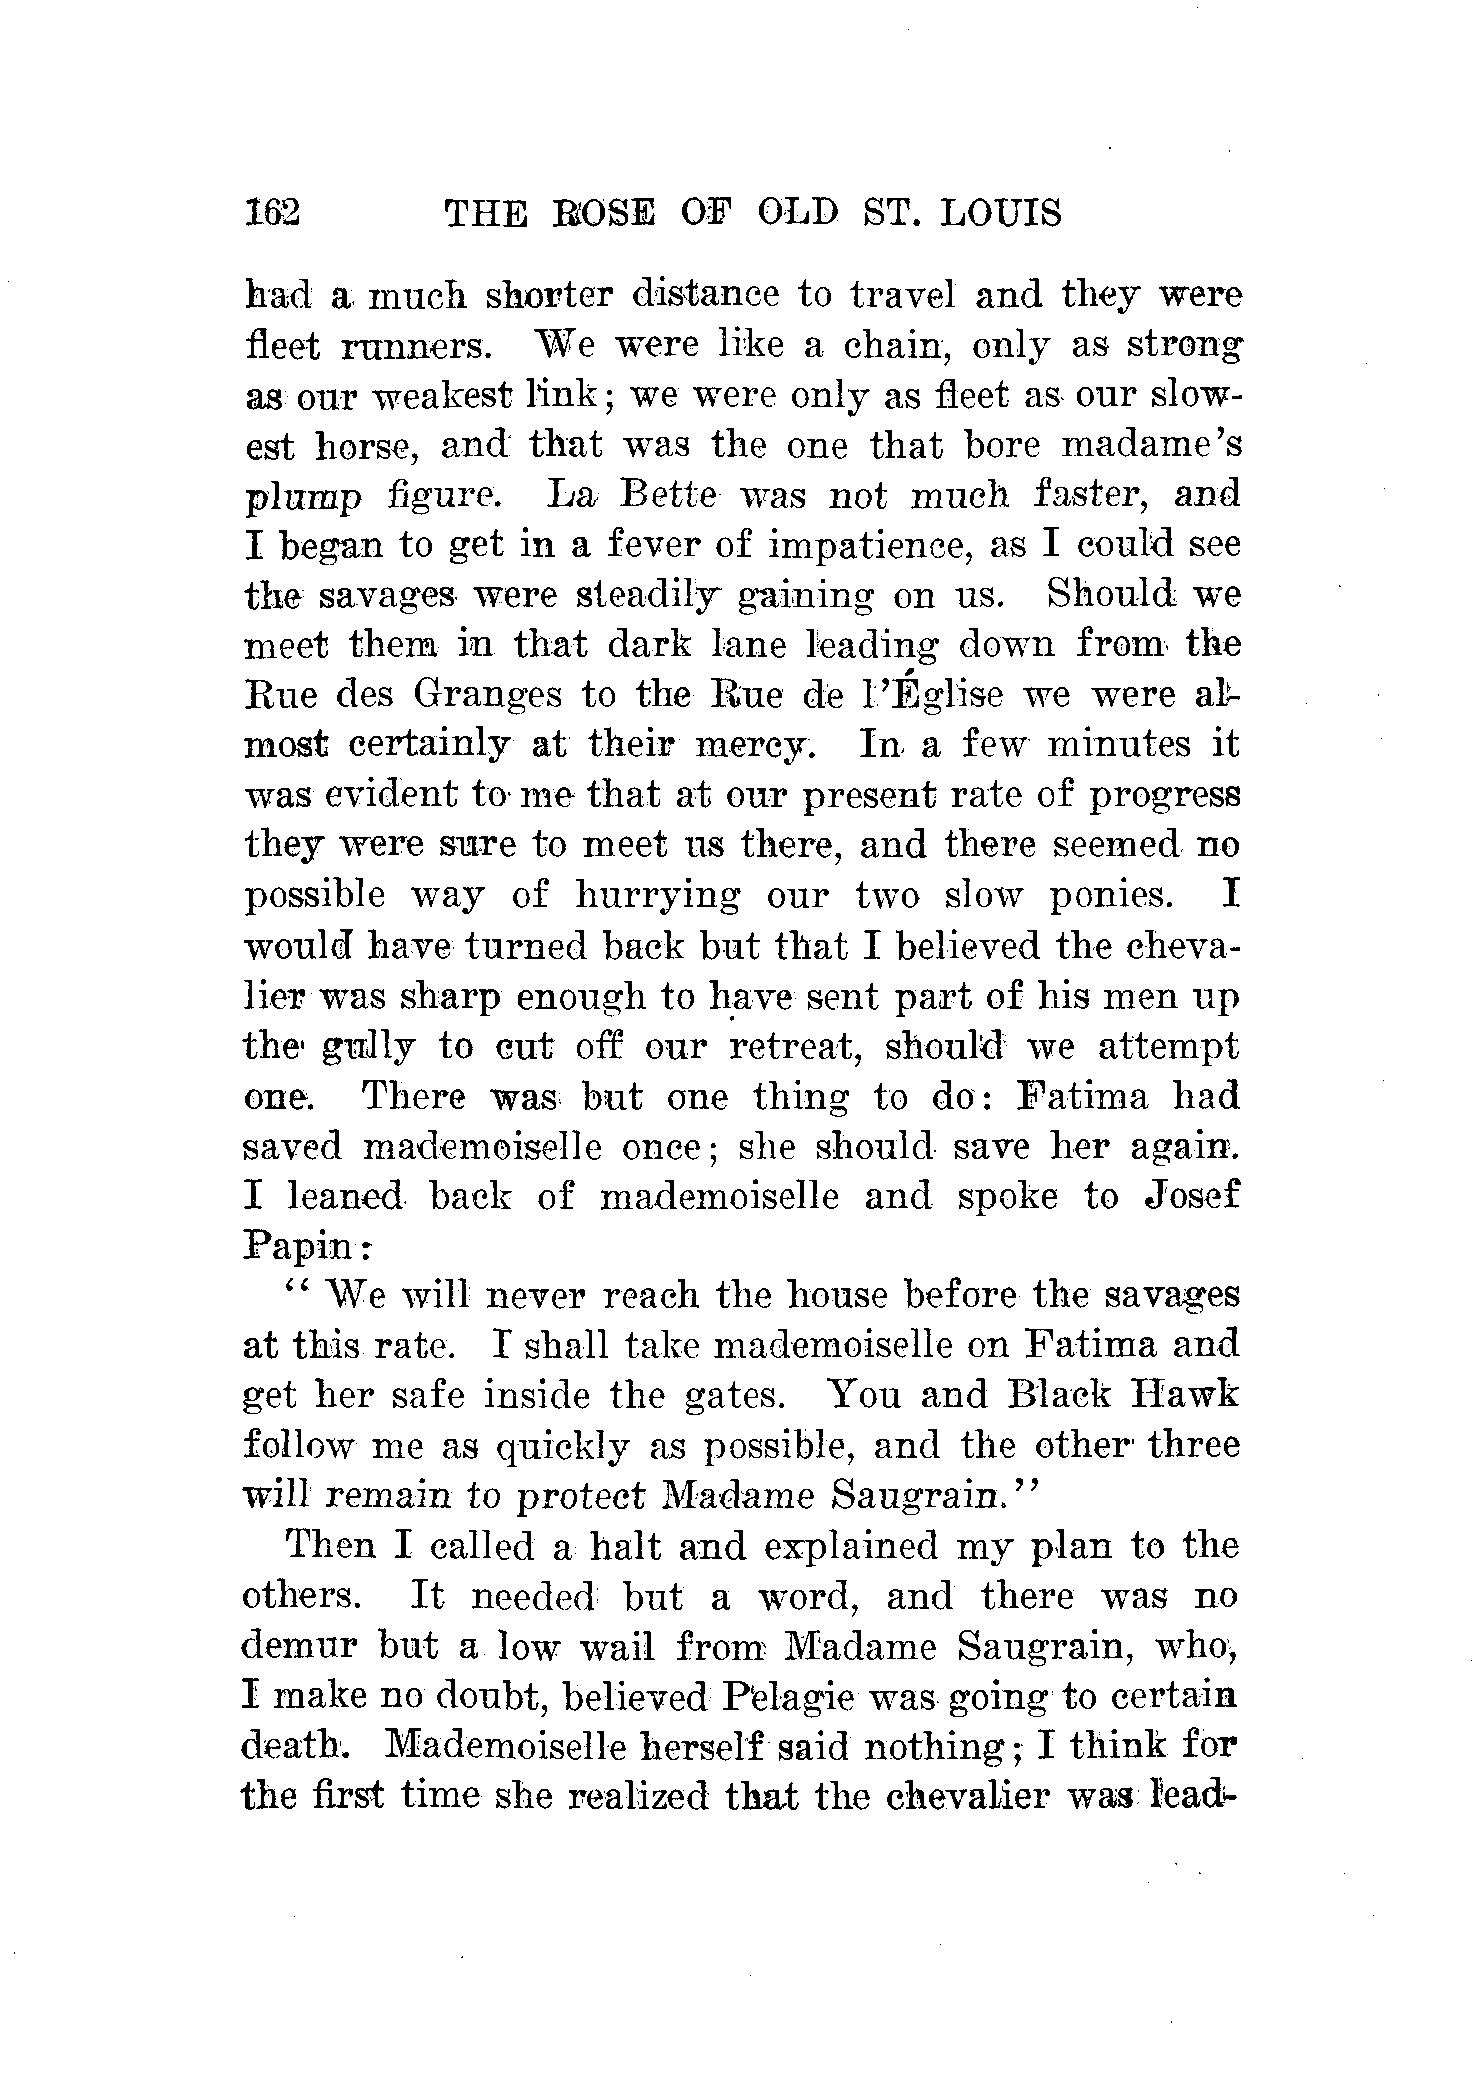 162 THE ROSE OF OLD ST. LOUIS
had a much shorter distance to travel and they were
fleet runners. We were like a chain, only as strong
as our weakest link; we were only as fleet as our slow-
est horse, and that was the one that bore madame's
plump figure. La Bette was not much faster, and
I began to get in a fever of impatience, as I could see
the savages were steadily gaining on us. Should we
meet them in that dark lane leading down from the
Rue des Granges to the Rue de l'Église we were al-
most certainly at their mercy. In a few minutes it
was evident to me that at our present rate of progress
they were sure to meet us there, and there seemed no
possible way of hurrying our two slow ponies. I
would have turned back but that I believed the cheva-
lier was sharp enough to have sent part of his men up
the gully to cut off our retreat, should we attempt
one. There was but one thing to do: Fatima had
saved mademoiselle once; she should save her again.
I leaned back of mademoiselle and spoke to Josef
Papin:
"We will never reach the house before the savages
at this rate. I shall take mademoiselle on Fatima and
get her safe inside the gates. You and Black Hawk
follow me as quickly as possible, and the other three
will remain to protect Madame Saugrain."
Then I called a halt and explained my plan to the
others. It needed but a word, and there was no
demur but a low wail from Madame Saugrain, who,
I make no doubt, believed Pelagie was going to certain
death. Mademoiselle herself said nothing; I think for
the first time she realized that the chevalier was lead-